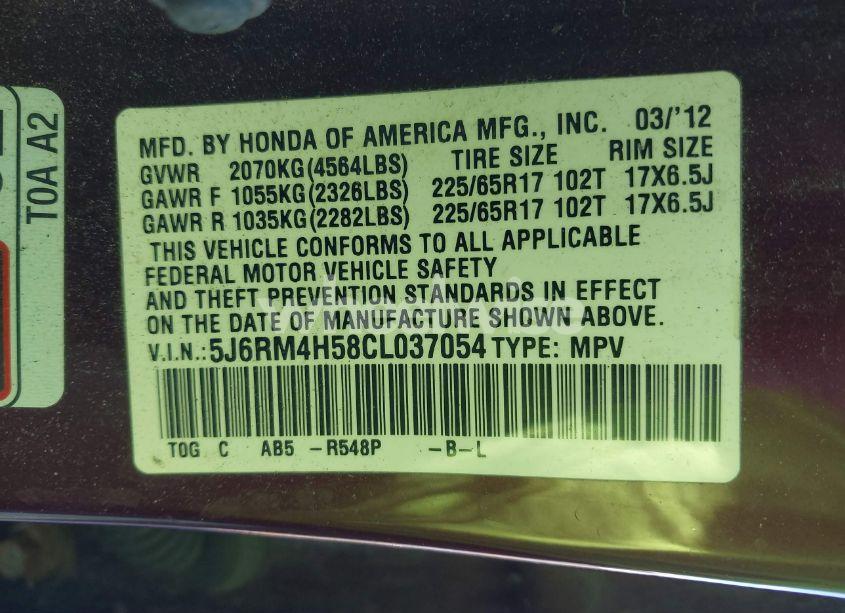 TOA A2
MFD. BY HONDA OF AMERICA MFG., INC. 03/'12
GVWR 2070KG(4564LBS) TIRE SIZE RIM SIZE
GAWR F 1055KG(2326LBS) 225/65R17 102T 17X6.5J
GAWR R 1035KG(2282LBS) 225/65R17 102T 17X6.5J
THIS VEHICLE CONFORMS TO ALL APPLICABLE
FEDERAL MOTOR VEHICLE SAFETY
AND THEFT PREVENTION STANDARDS IN EFFECT
ON THE DATE OF MANUFACTURE SHOWN ABOVE.
V.I.N.: 5J6RM4H58CL037054 TYPE: MPV
TOG C AB5 -R548P -B-L